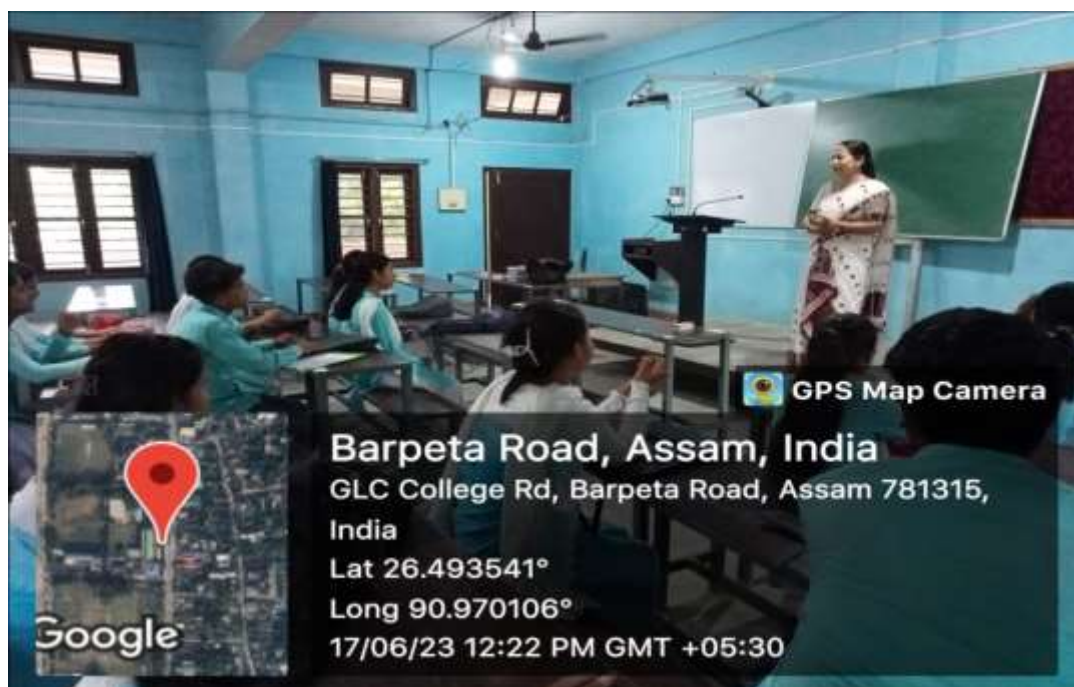 GPS Map Camera
Barpeta Road, Assam, India
GLC College Rd, Barpeta Road, Assam 781315,
India
Lat 26.493541°
Long 90.970106°
17/06/23 12:22 PM GMT +05:30
Google